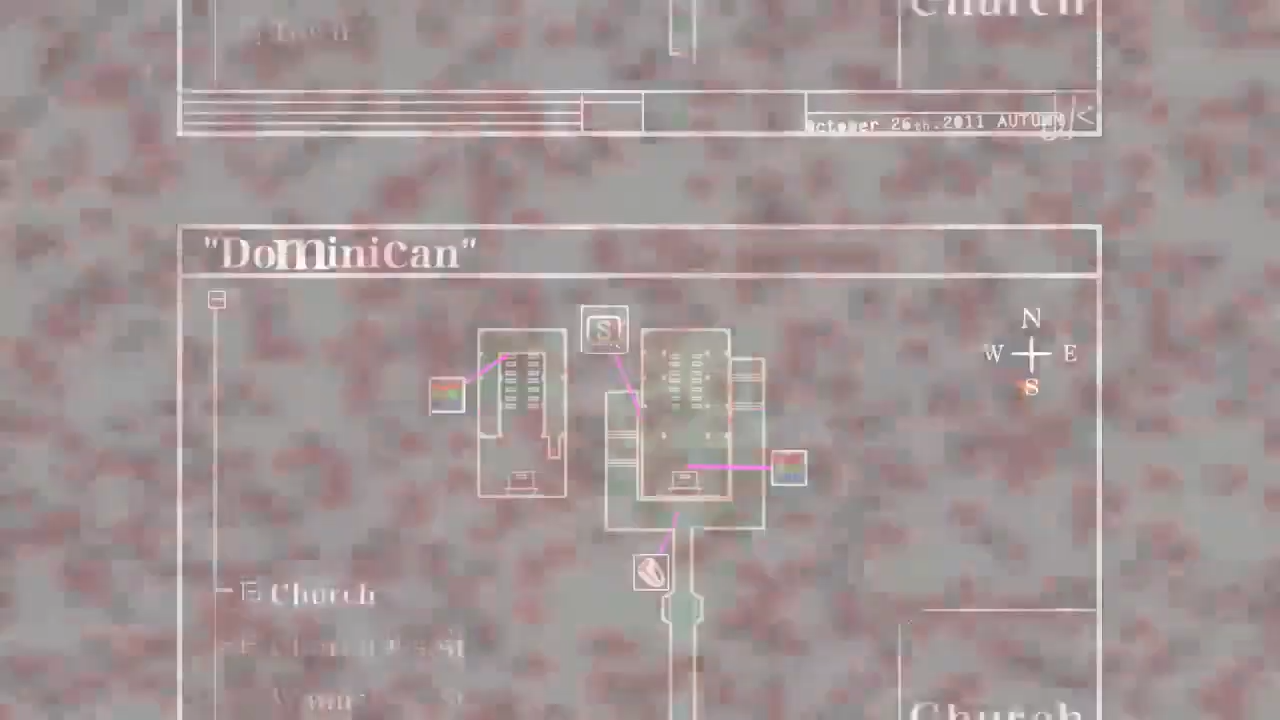 Church
October 26th.2011 AUTUMN
"Dominican"
S
N
W E
S
Church
Church